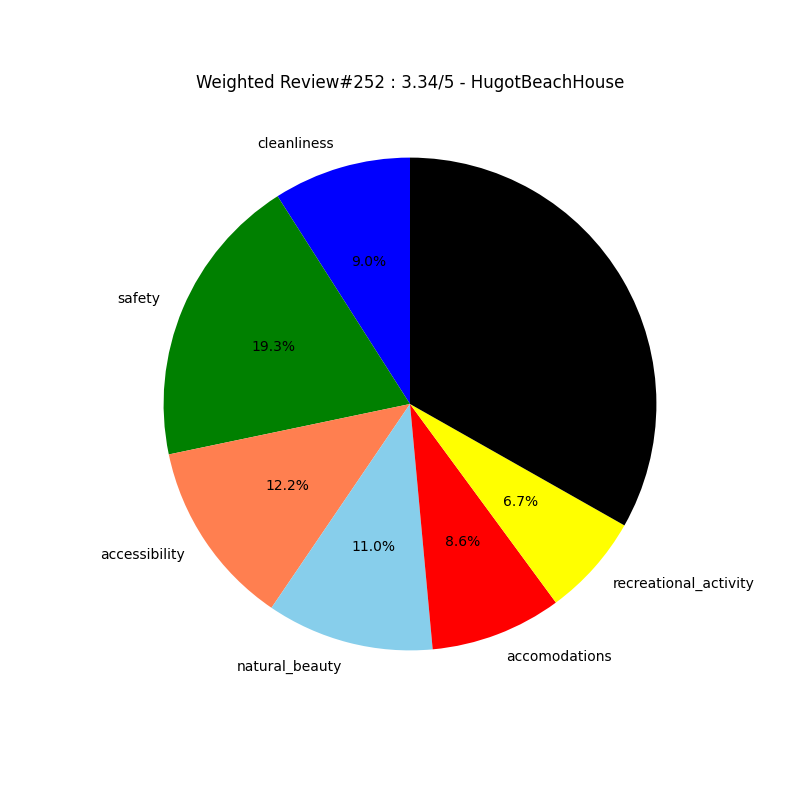 Weighted Review#252 : 3.34/5 - HugotBeachHouse
cleanliness
9.0%
safety
19.3%
accessibility
12.2%
natural_beauty
11.0%
accomodations
8.6%
recreational_activity
6.7%